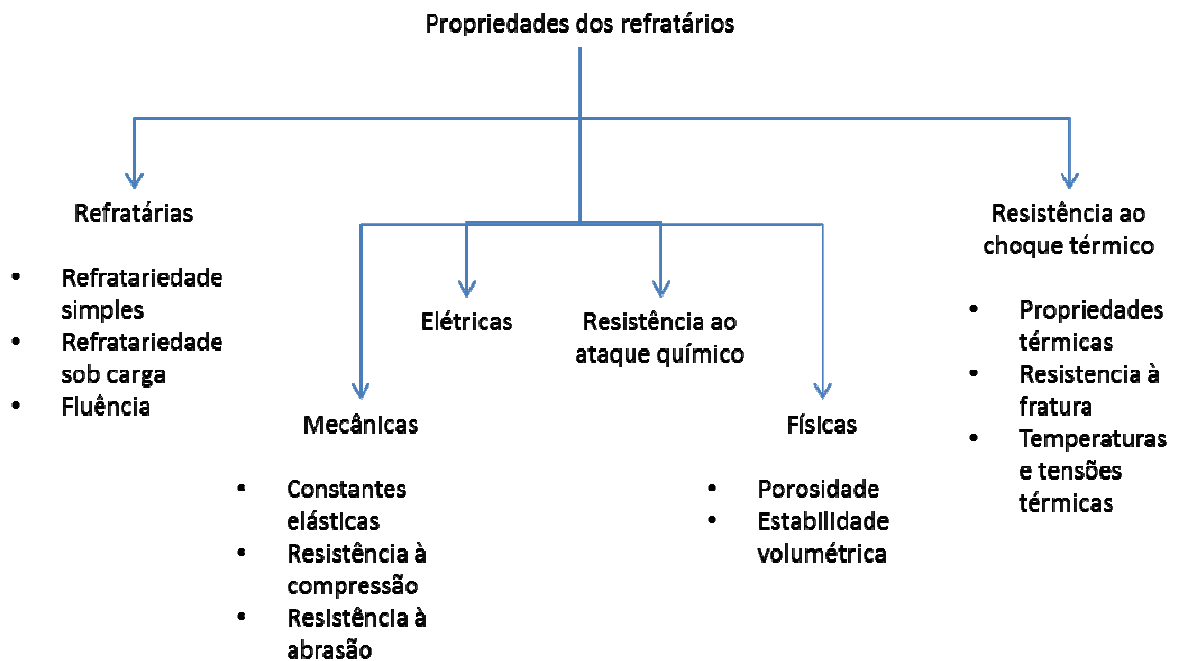 Propriedades dos refratários
Refratárias
• Refratariedade
simples
• Refratariedade
sob carga
• Fluência
Mecânicas
• Constantes
elásticas
• Resistência à
compressão
• Resistência à
abrasão
Elétricas
Resistência ao
ataque químico
Físicas
• Porosidade
• Estabilidade
volumétrica
Resistência ao
choque térmico
• Propriedades
térmicas
• Resistencia à
fratura
• Temperaturas
e tensões
térmicas